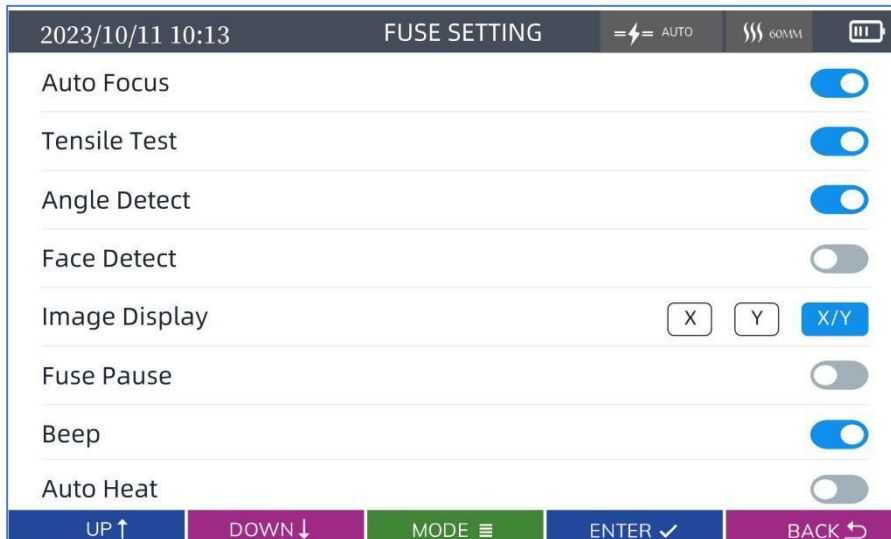 2023/10/11 10:13 FUSE SETTING AUTO 60MM
Auto Focus
Tensile Test
Angle Detect
Face Detect
Image Display X Y X/Y
Fuse Pause
Beep
Auto Heat
UP↑ DOWN↓ MODE ≡ ENTER ✓ BACK ⮌